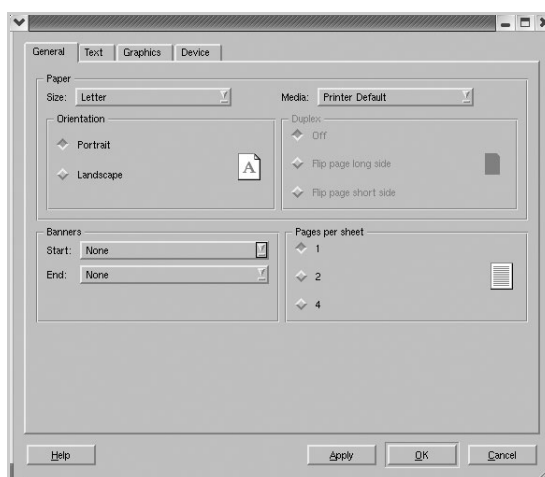 General Text Graphics Device
Paper
Size: Letter Media: Printer Default
Orientation
Portrait
Landscape
A
Duplex
Off
Flip page long side
Flip page short side
Banners
Start: None
End: None
Pages per sheet
1
2
4
Help Apply OK Cancel